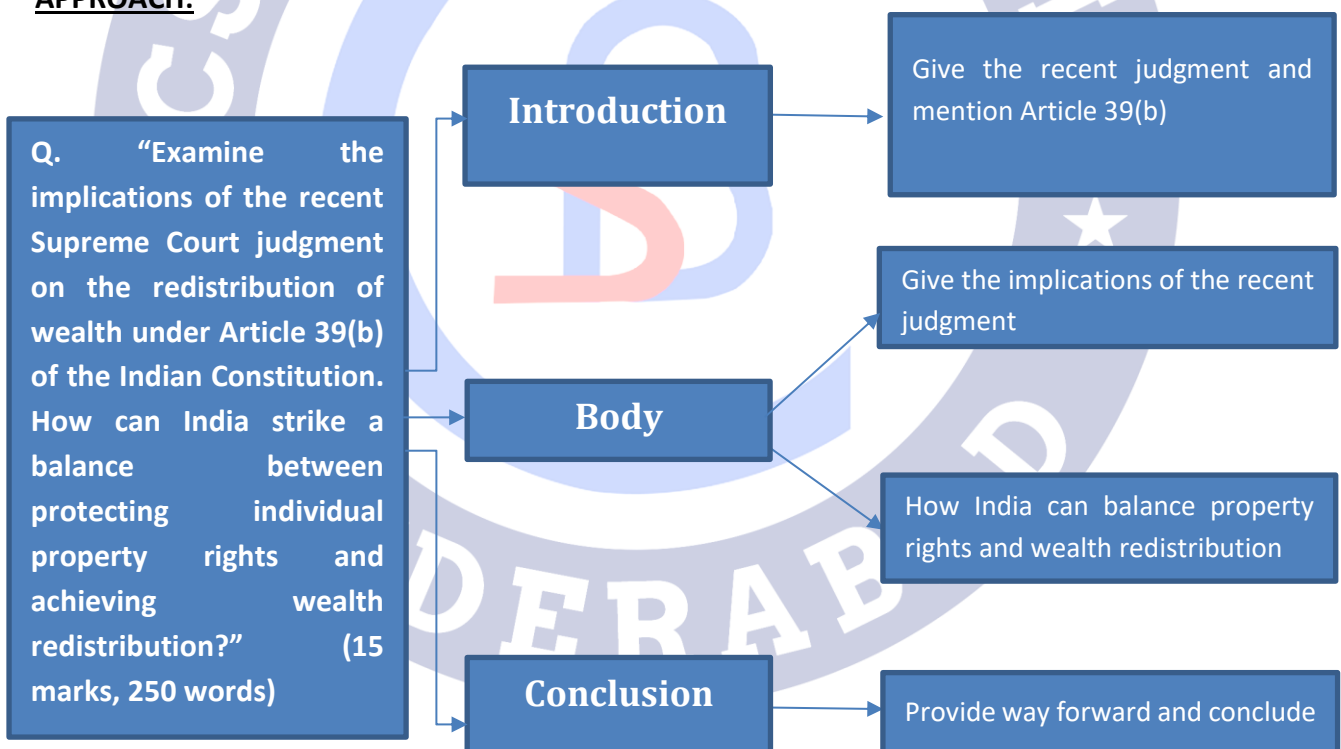 APPROACH:
Q. “Examine the
implications of the recent
Supreme Court judgment
on the redistribution of
wealth under Article 39(b)
of the Indian Constitution.
How can India strike a
balance between
protecting individual
property rights and
achieving wealth
redistribution?” (15
marks, 250 words)
Introduction
Give the recent judgment and
mention Article 39(b)
Body
Give the implications of the recent
judgment
How India can balance property
rights and wealth redistribution
Conclusion
Provide way forward and conclude